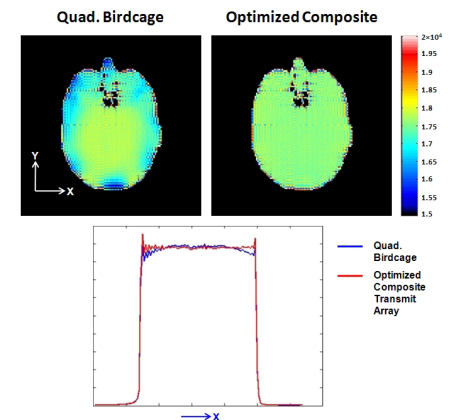 Quad. Birdcage
Optimized Composite
2×10⁴
1.95
1.9
1.85
1.8
1.75
1.7
1.65
1.6
1.55
1.5
Y
X
Quad.
Birdcage
Optimized
Composite
Transmit
Array
X